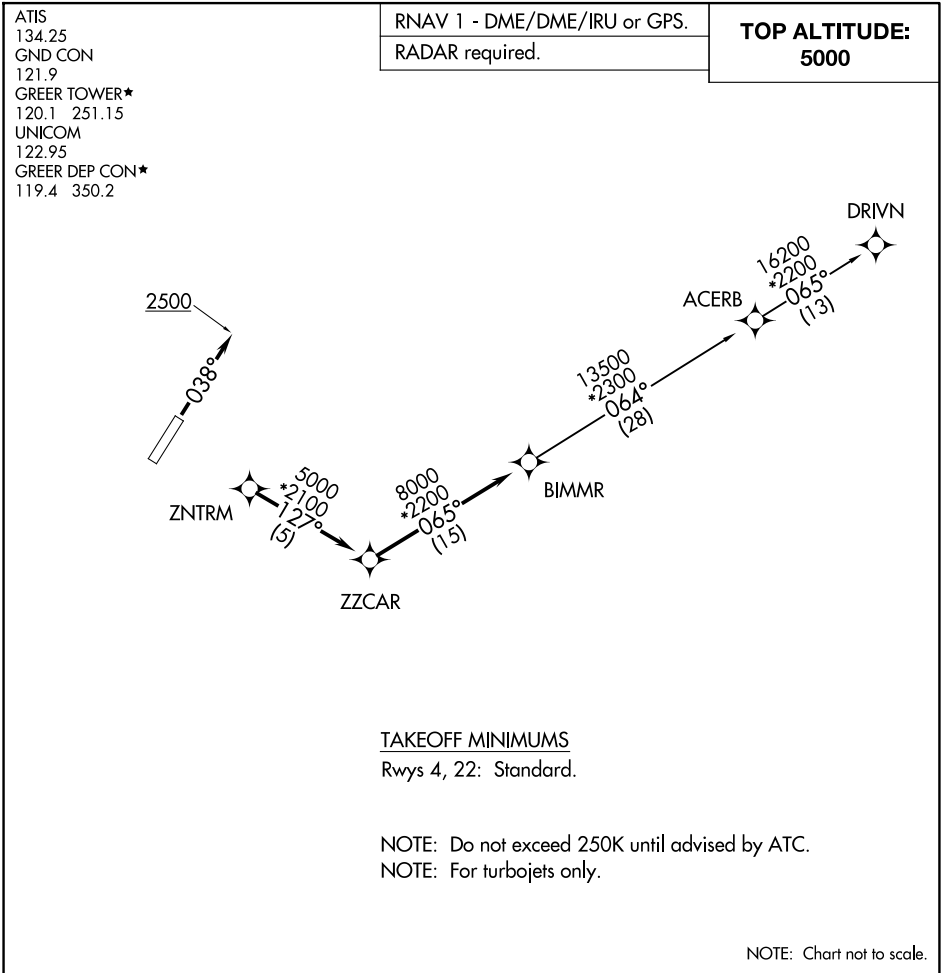 ATIS
134.25
GND CON
121.9
GREER TOWER★
120.1 251.15
UNICOM
122.95
GREER DEP CON★
119.4 350.2
RNAV 1 - DME/DME/IRU or GPS.
RADAR required.
TOP ALTITUDE:
5000
DRIVN
16200
*2200
065°
(13)
ACERB
2500
038°
13500
*2300
064°
(28)
BIMMR
8000
*2200
065°
(15)
ZNTRM
5000
*2100
127°
(5)
ZZCAR
TAKEOFF MINIMUMS
Rwys 4, 22: Standard.
NOTE: Do not exceed 250K until advised by ATC.
NOTE: For turbojets only.
NOTE: Chart not to scale.